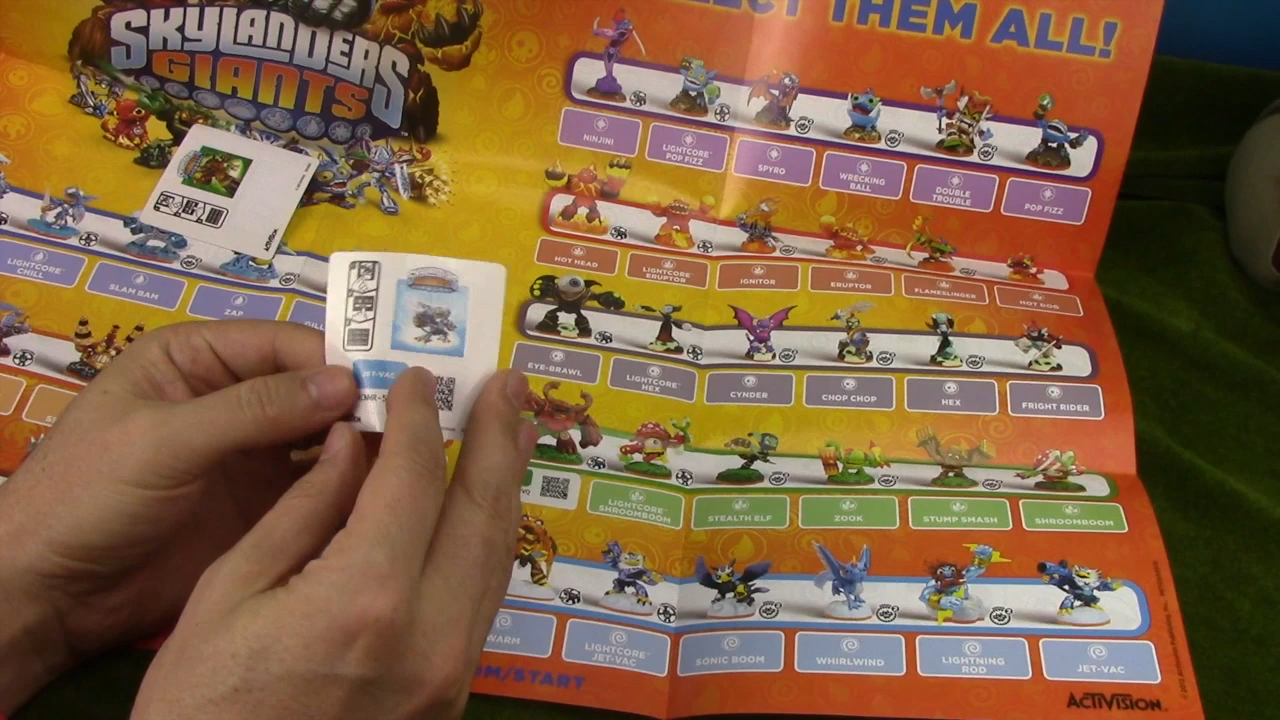 SKYLANDERS
GIANTS
THEM ALL!
NINJINI
LIGHTCORE
POP FIZZ
SPYRO
WRECKING
BALL
DOUBLE
TROUBLE
POP FIZZ
LIGHTCORE
CHILL
SLAM BAM
ZAP
HOT HEAD
LIGHTCORE
ERUPTOR
IGNITOR
ERUPTOR
FLAMESLINGER
HOT DOG
EYE-BRAWL
LIGHTCORE
HEX
CYNDER
CHOP CHOP
HEX
FRIGHT RIDER
JET-VAC
ACTIVISION
LIGHTCORE
SHROOMBOOM
STEALTH ELF
ZOOK
STUMP SMASH
SHROOMBOOM
LIGHTCORE
JET-VAC
SONIC BOOM
WHIRLWIND
LIGHTNING
ROD
JET-VAC
/START
ACTIVISION